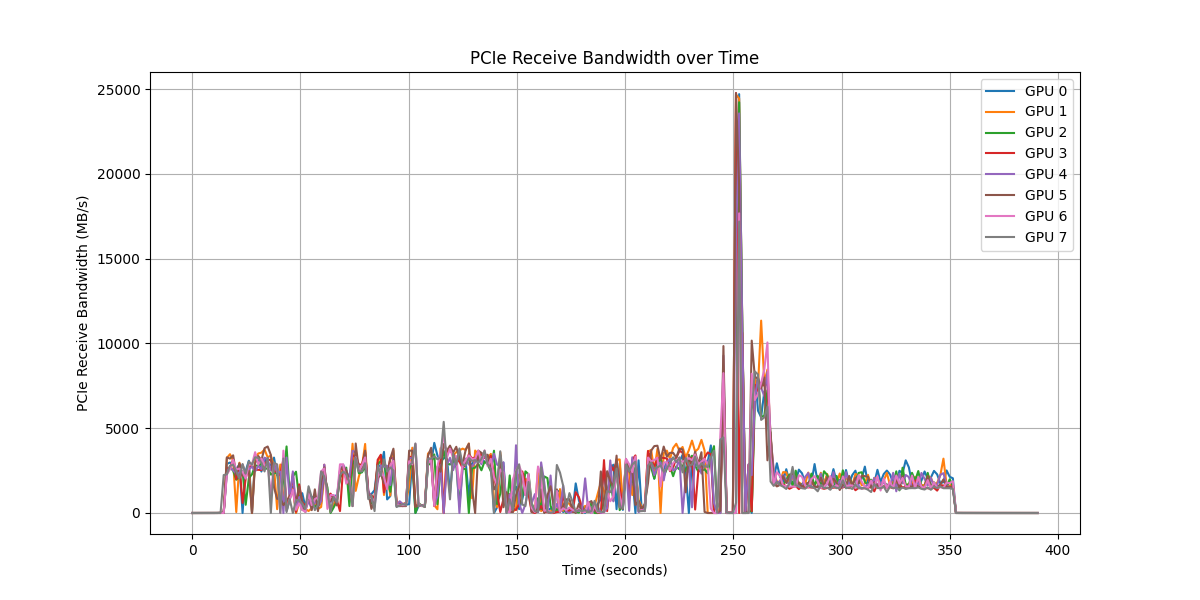 PCIe Receive Bandwidth over Time
PCIe Receive Bandwidth (MB/s)
25000
20000
15000
10000
5000
0
0 50 100 150 200 250 300 350 400
Time (seconds)
GPU 0
GPU 1
GPU 2
GPU 3
GPU 4
GPU 5
GPU 6
GPU 7